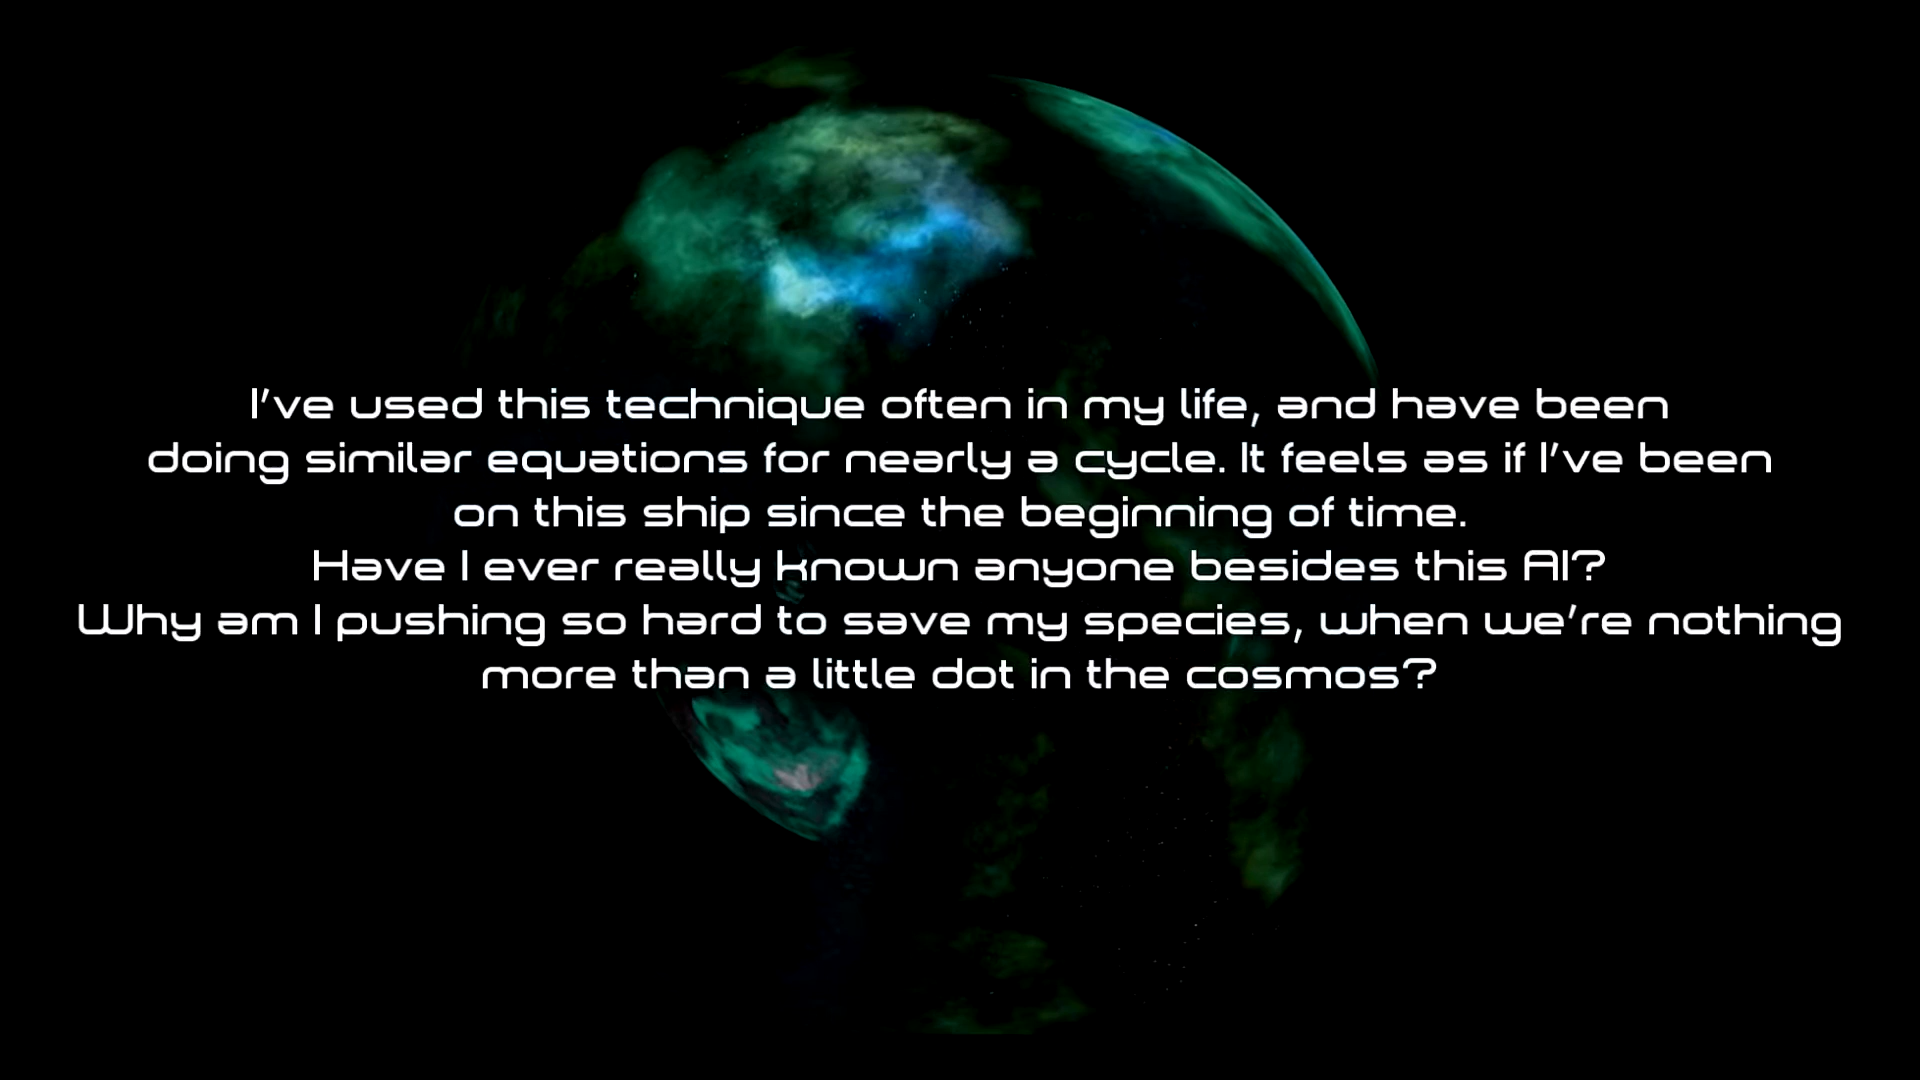 I've used this technique often in my life, and have been
doing similar equations for nearly a cycle. It feels as if I've been
on this ship since the beginning of time.
Have I ever really known anyone besides this AI?
Why am I pushing so hard to save my species, when we're nothing
more than a little dot in the cosmos?